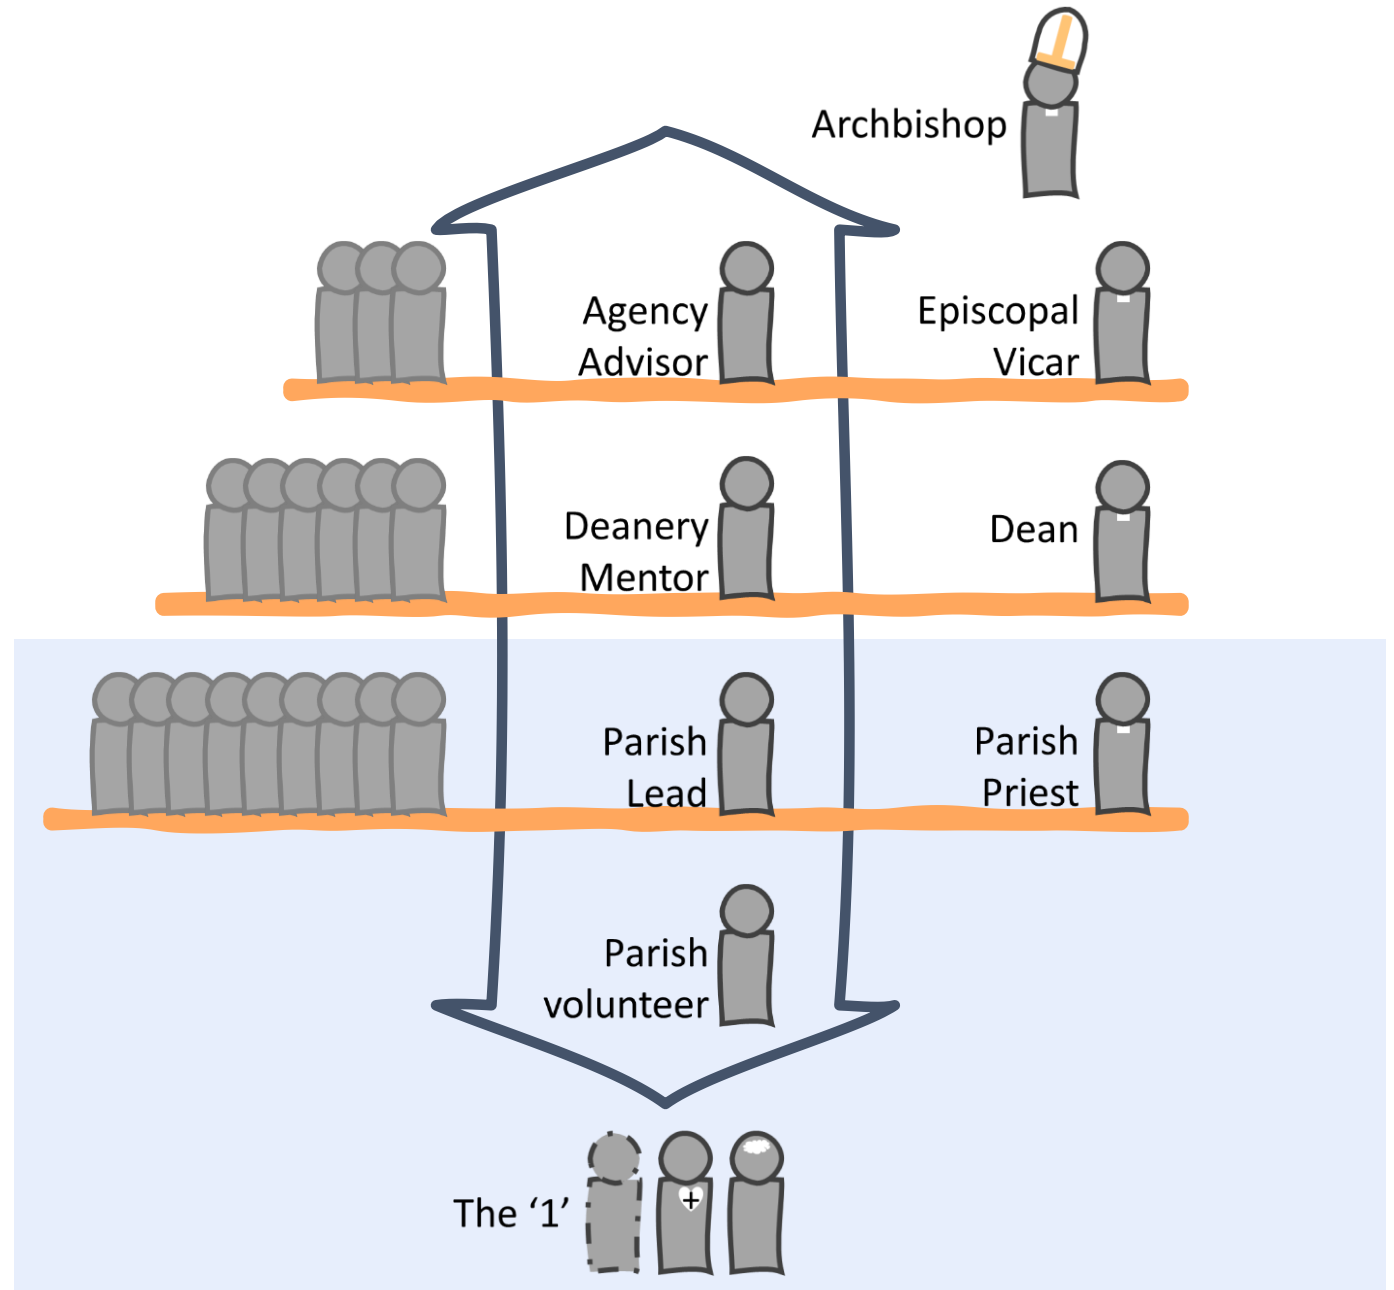 Archbishop
Agency
Advisor
Episcopal
Vicar
Deanery
Mentor
Dean
Parish
Lead
Parish
Priest
Parish
volunteer
The ‘1’
+